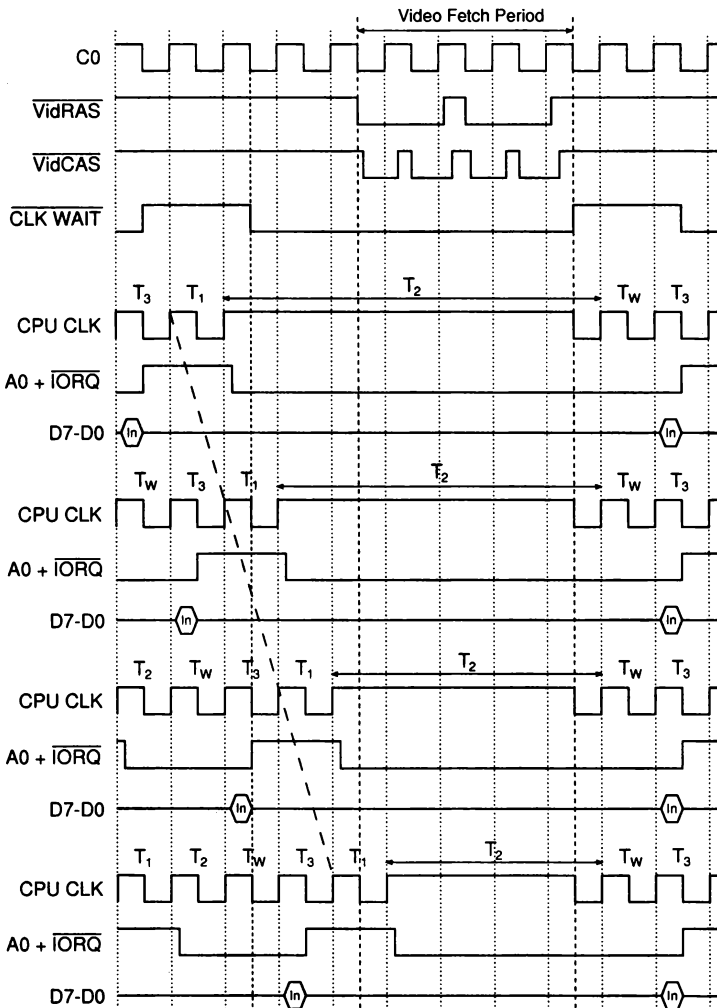 Video Fetch Period
C0
VidRAS
VidCAS
CLK WAIT
T3 T1 T2 TW T3
CPU CLK
A0 + IORQ
D7-D0 In In
TW T3 T1 T2 TW T3
CPU CLK
A0 + IORQ
D7-D0 In In
T2 TW T3 T1 T2 TW T3
CPU CLK
A0 + IORQ
D7-D0 In In
T1 T2 TW T3 T1 T2 TW T3
CPU CLK
A0 + IORQ
D7-D0 In In